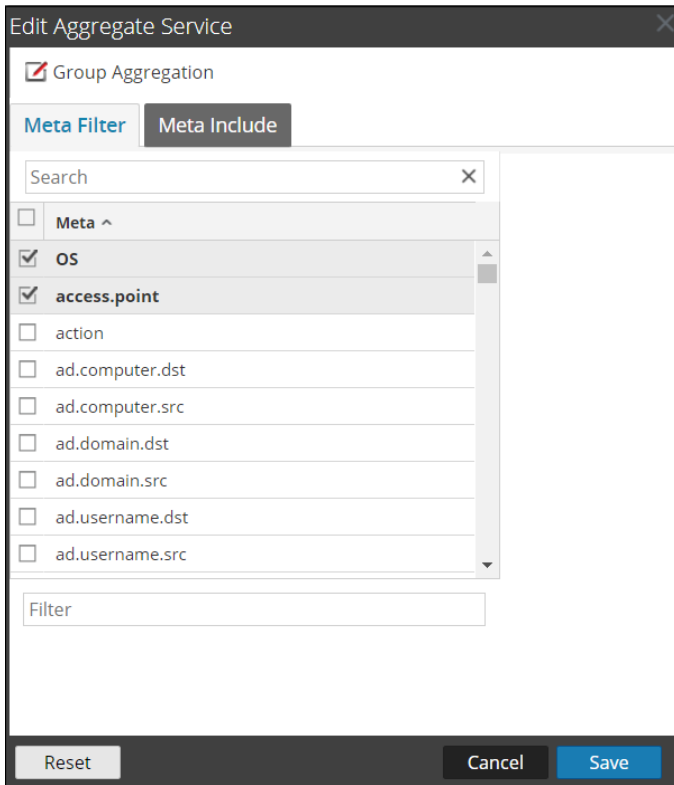 Edit Aggregate Service
Group Aggregation
Meta Filter Meta Include
Search
Meta
OS
access.point
action
ad.computer.dst
ad.computer.src
ad.domain.dst
ad.domain.src
ad.username.dst
ad.username.src
Filter
Reset Cancel Save